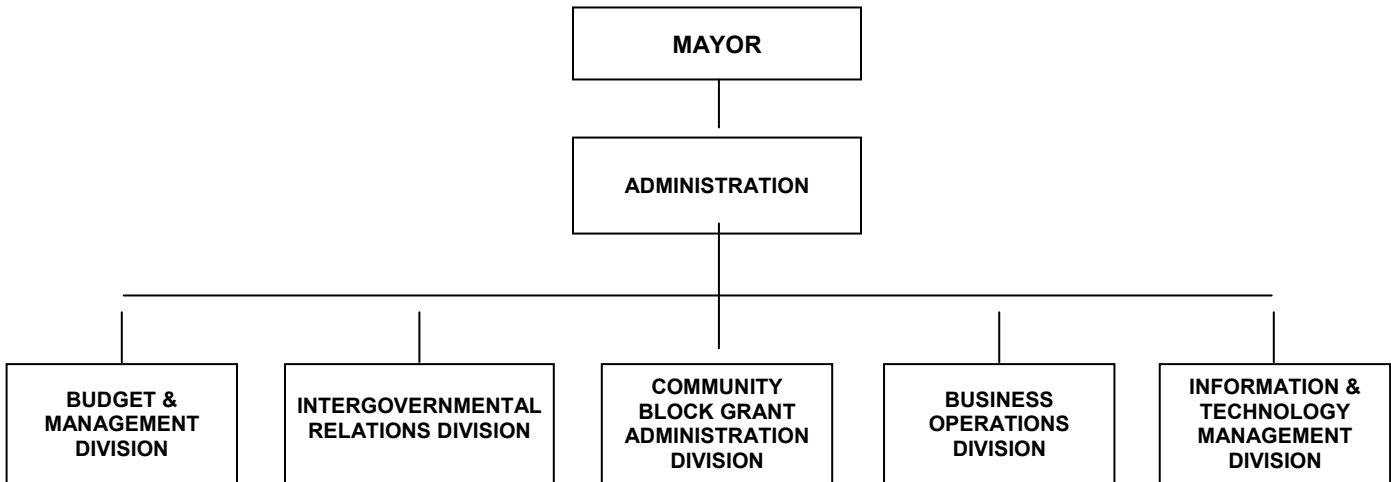 MAYOR
ADMINISTRATION
BUDGET &
MANAGEMENT
DIVISION
INTERGOVERNMENTAL
RELATIONS DIVISION
COMMUNITY
BLOCK GRANT
ADMINISTRATION
DIVISION
BUSINESS
OPERATIONS
DIVISION
INFORMATION &
TECHNOLOGY
MANAGEMENT
DIVISION